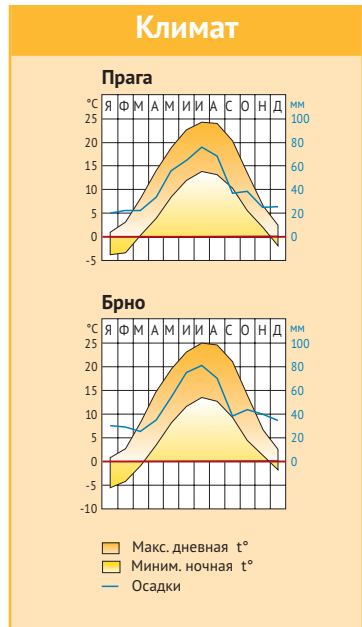 Климат
Прага
°C Я Ф М А М И И А С О Н Д мм
25 100
20 80
15 60
10 40
5 20
0 0
-5
Брно
°C Я Ф М А М И И А С О Н Д мм
25 100
20 80
15 60
10 40
5 20
0 0
-5
-10
Макс. дневная t°
Миним. ночная t°
Осадки